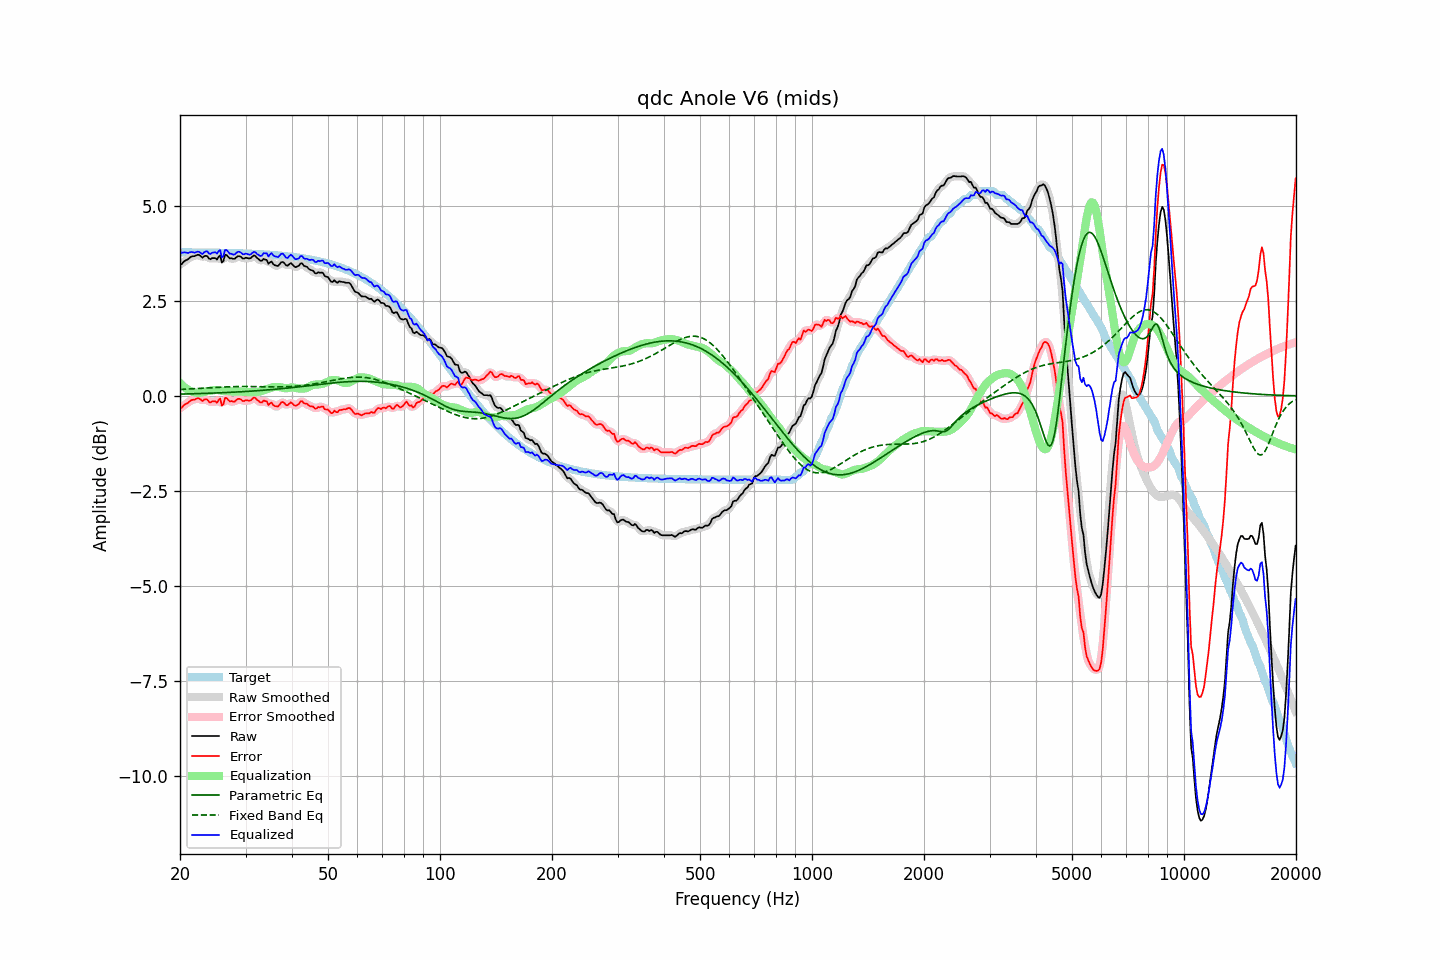 qdc Anole V6 (mids)
5.0
2.5
0.0
−2.5
−5.0
−7.5
−10.0
Amplitude (dBr)
Target
Raw Smoothed
Error Smoothed
Raw
Error
Equalization
Parametric Eq
Fixed Band Eq
Equalized
20 50 100 200 500 1000 2000 5000 10000 20000
Frequency (Hz)